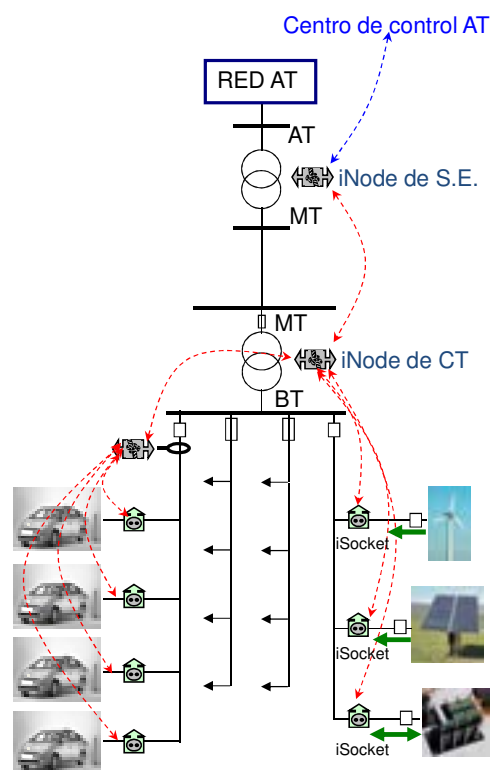 Centro de control AT
RED AT
AT
iNode de S.E.
MT
MT
iNode de CT
BT
iSocket
iSocket
iSocket